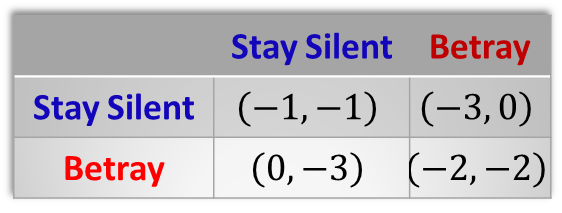 Stay Silent Betray
Stay Silent (−1, −1) (−3, 0)
Betray (0, −3) (−2, −2)